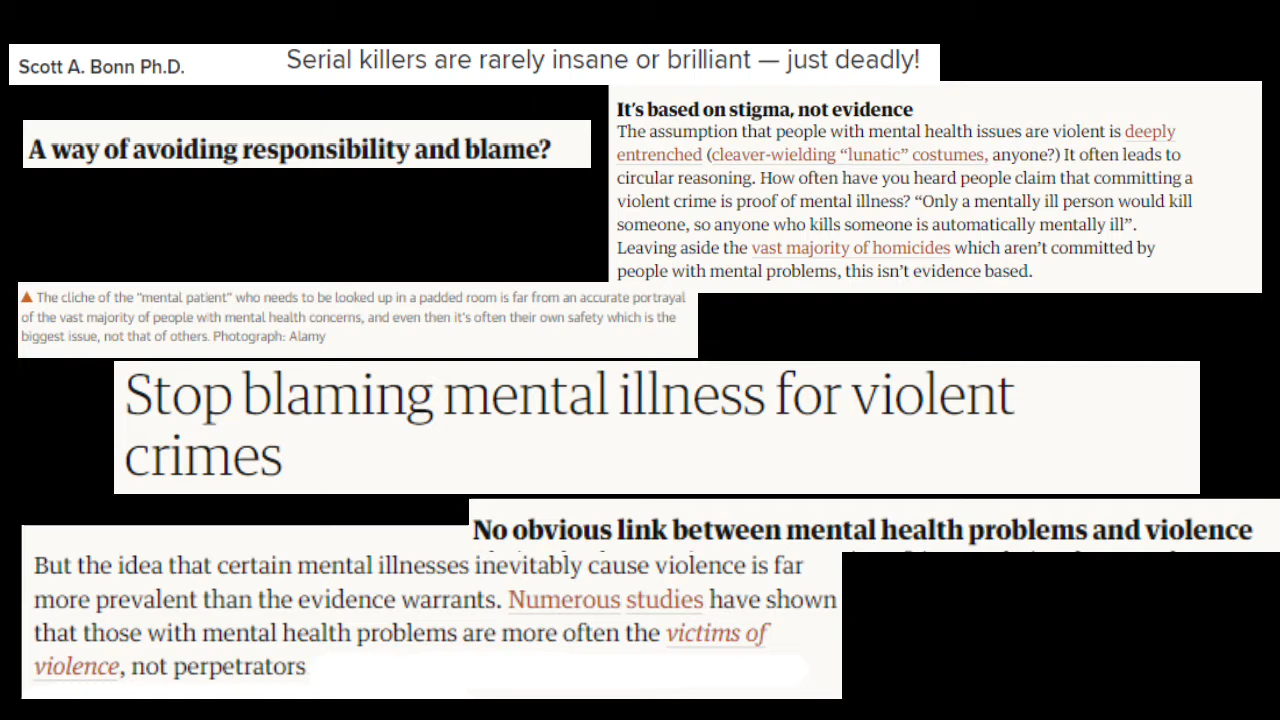 Scott A. Bonn Ph.D.
Serial killers are rarely insane or brilliant — just deadly!
It's based on stigma, not evidence
The assumption that people with mental health issues are violent is deeply
entrenched (cleaver-wielding “lunatic” costumes, anyone?) It often leads to
circular reasoning. How often have you heard people claim that committing a
violent crime is proof of mental illness? “Only a mentally ill person would kill
someone, so anyone who kills someone is automatically mentally ill”.
Leaving aside the vast majority of homicides which aren't committed by
people with mental problems, this isn't evidence based.
A way of avoiding responsibility and blame?
The cliche of the “mental patient” who needs to be looked up in a padded room is far from an accurate portrayal
of the vast majority of people with mental health concerns, and even then it's often their own safety which is the
biggest issue, not that of others. Photograph: Alamy
Stop blaming mental illness for violent
crimes
No obvious link between mental health problems and violence
But the idea that certain mental illnesses inevitably cause violence is far
more prevalent than the evidence warrants. Numerous studies have shown
that those with mental health problems are more often the victims of
violence, not perpetrators